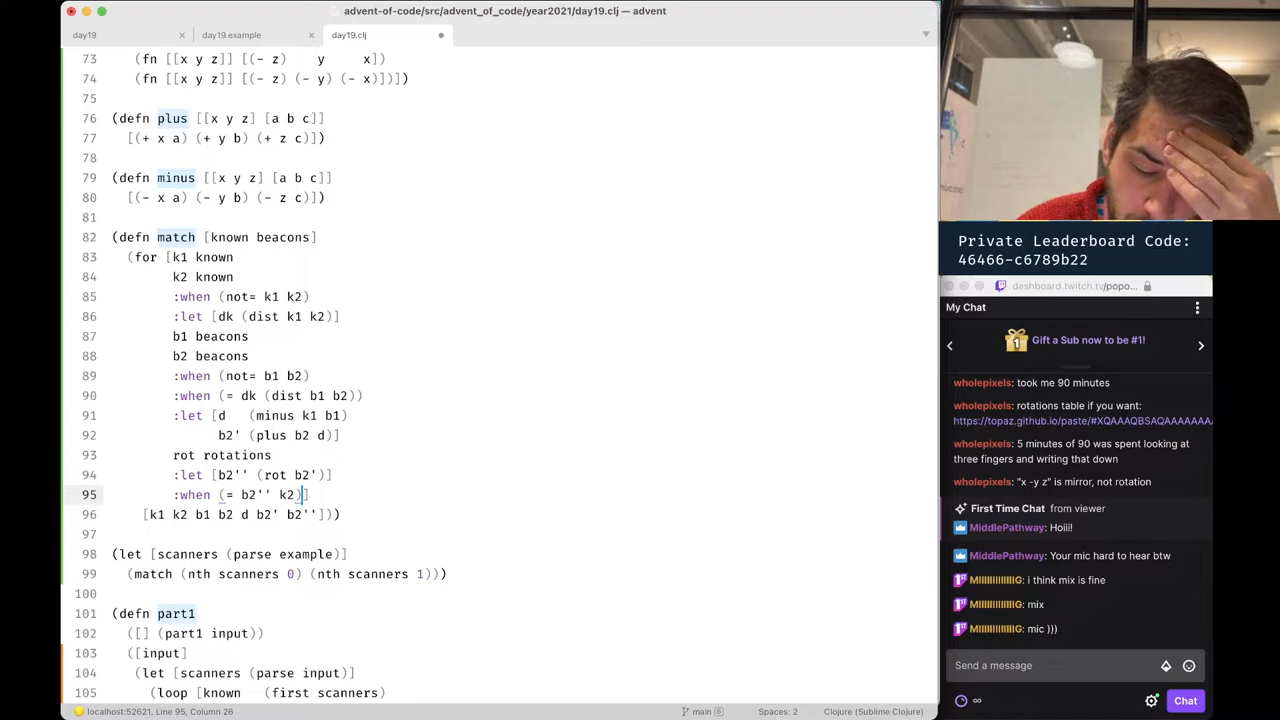 advent-of-code/src/advent_of_code/year2021/day19.clj — advent
day19
day19.example
day19.clj
73 (fn [[x y z]] [(- z) y x])
74 (fn [[x y z]] [(- z) (- y) (- x)])])
75
76 (defn plus [[x y z] [a b c]]
77 [(+ x a) (+ y b) (+ z c)])
78
79 (defn minus [[x y z] [a b c]]
80 [(- x a) (- y b) (- z c)])
81
82 (defn match [known beacons]
83 (for [k1 known
84 k2 known
85 :when (not= k1 k2)
86 :let [dk (dist k1 k2)]
87 b1 beacons
88 b2 beacons
89 :when (not= b1 b2)
90 :when (= dk (dist b1 b2))
91 :let [d (minus k1 b1)
92 b2' (plus b2 d)]
93 rot rotations
94 :let [b2'' (rot b2')]
95 :when (= b2'' k2)]
96 [k1 k2 b1 b2 d b2' b2'']))
97
98 (let [scanners (parse example)]
99 (match (nth scanners 0) (nth scanners 1)))
100
101 (defn part1
102 ([] (part1 input))
103 ([input]
104 (let [scanners (parse input)]
105 (loop [known (first scanners)
localhost:52621, Line 95, Column 26
main 6
Spaces: 2
Clojure (Sublime Clojure)
Private Leaderboard Code:
46466-c6789b22
dashboard.twitch.tv/popo...
My Chat
1
Gift a Sub now to be #1!
wholepixels: took me 90 minutes
wholepixels: rotations table if you want:
https://topaz.github.io/paste/#XQAAAQBSAQAAAAAAA
wholepixels: 5 minutes of 90 was spent looking at
three fingers and writing that down
wholepixels: "x -y z" is mirror, not rotation
First Time Chat from viewer
MiddlePathway: Hoiii!
MiddlePathway: Your mic hard to hear btw
: i think mix is fine
: mix
: mic )))
Send a message
∞
Chat